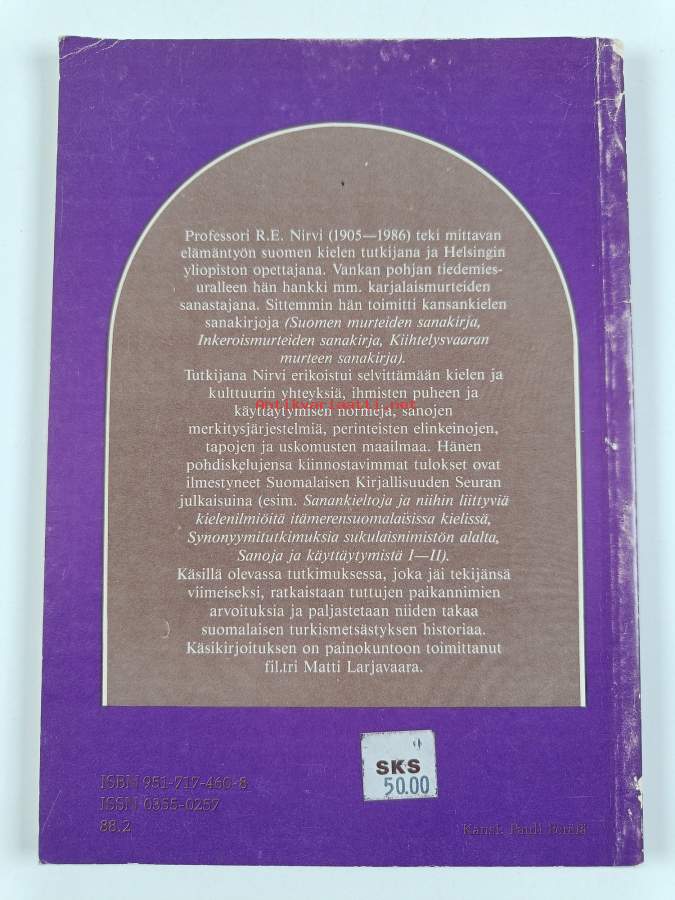 Professori R.E. Nirvi (1905—1986) teki mittavan
elämäntyön suomen kielen tutkijana ja Helsingin
yliopiston opettajana. Vankan pohjan tiedemies-
uralleen hän hankki mm. karjalaismurteiden
sanastajana. Sittemmin hän toimitti kansankielen
sanakirjoja (Suomen murteiden sanakirja,
Inkeroismurteiden sanakirja, Kiihtelysvaaran
murteen sanakirja).
Tutkijana Nirvi erikoistui selvittämään kielen ja
kulttuurin yhteyksiä, ihmisten puheen ja
Antikvariaatti.net
käyttäytymisen normeja, sanojen
merkitysjärjestelmiä, perinteisten elinkeinojen,
tapojen ja uskomusten maailmaa. Hänen
pohdiskelujensa kiinnostavimmat tulokset ovat
ilmestyneet Suomalaisen Kirjallisuuden Seuran
julkaisuina (esim. Sanankieltoja ja niihin liittyviä
kielenilmiöitä itämerensuomalaisissa kielissä,
Synonyymitutkimuksia sukulaisnimistön alalta,
Sanoja ja käyttäytymistä I—II).
Käsillä olevassa tutkimuksessa, joka jäi tekijänsä
viimeiseksi, ratkaistaan tuttujen paikannimien
arvoituksia ja paljastetaan niiden takaa
suomalaisen turkismetsästyksen historiaa.
Käsikirjoituksen on painokuntoon toimittanut
fil.tri Matti Larjavaara.
SKS
50.00
ISBN 951-717-460-8
ISSN 0355-0257
88.2
Kansi: Pauli Perälä